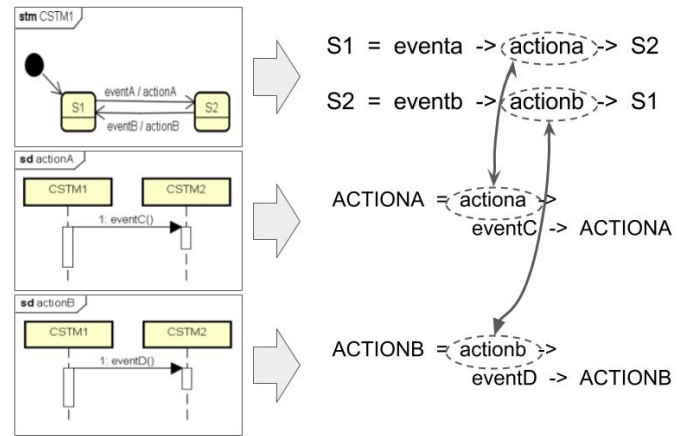 stm CSTM1
eventA / actionA
S1
S2
eventB / actionB
S1 = eventa -> actiona -> S2
S2 = eventb -> actionb -> S1
sd actionA
CSTM1
CSTM2
1: eventC()
ACTIONA = actiona ->
eventC -> ACTIONA
sd actionB
CSTM1
CSTM2
1: eventD()
ACTIONB = actionb ->
eventD -> ACTIONB